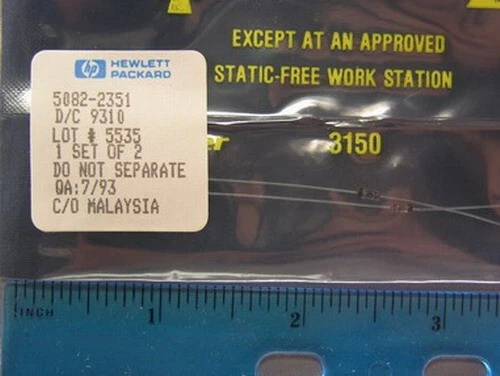 EXCEPT AT AN APPROVED
STATIC-FREE WORK STATION
3150
hp HEWLETT
PACKARD
5082-2351
D/C 9310
LOT # 5535
1 SET OF 2
DO NOT SEPARATE
QA:7/93
C/O MALAYSIA
INCH
1 2 3